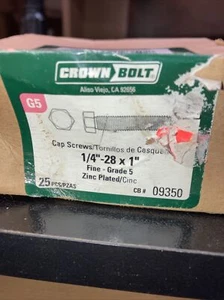 CROWN BOLT
Aliso Viejo, CA 92656
G5
Cap Screws/Tornillos de Casque
1/4"-28 x 1"
Fine - Grade 5
Zinc Plated/Cinc
25 PCS/PZAS
CB # 09350